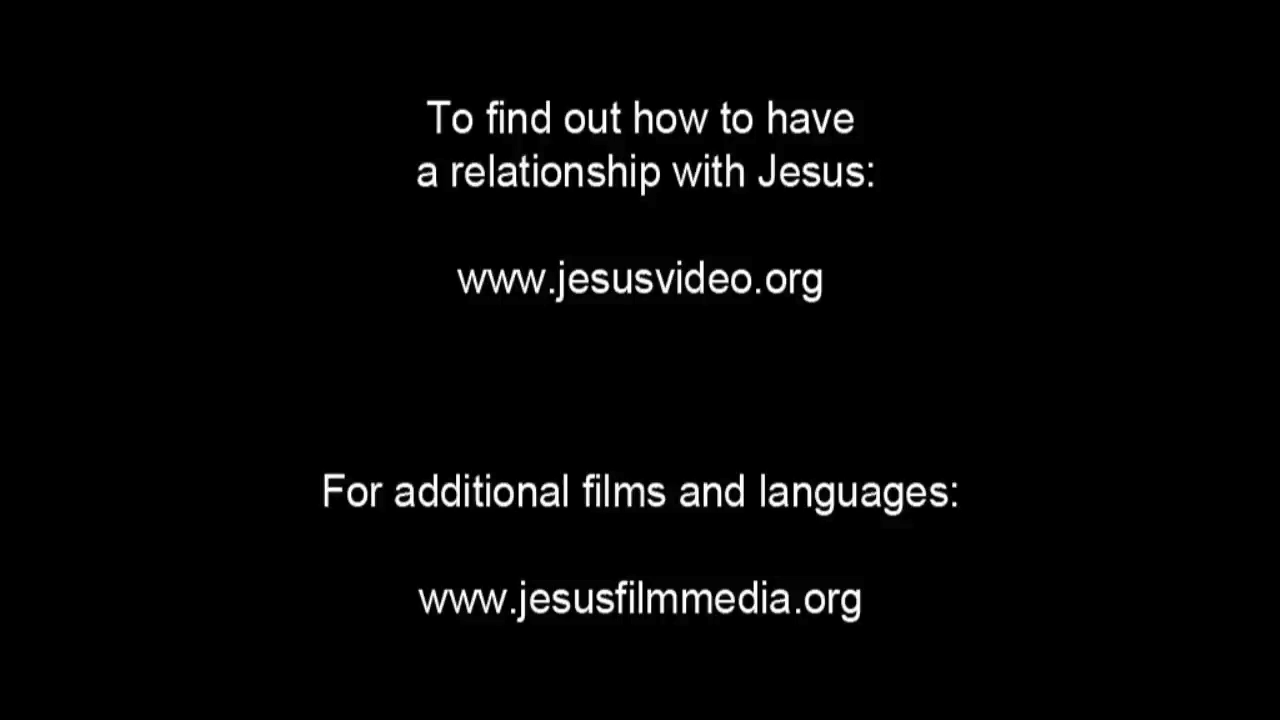 To find out how to have
a relationship with Jesus:
www.jesusvideo.org
For additional films and languages:
www.jesusfilmmedia.org